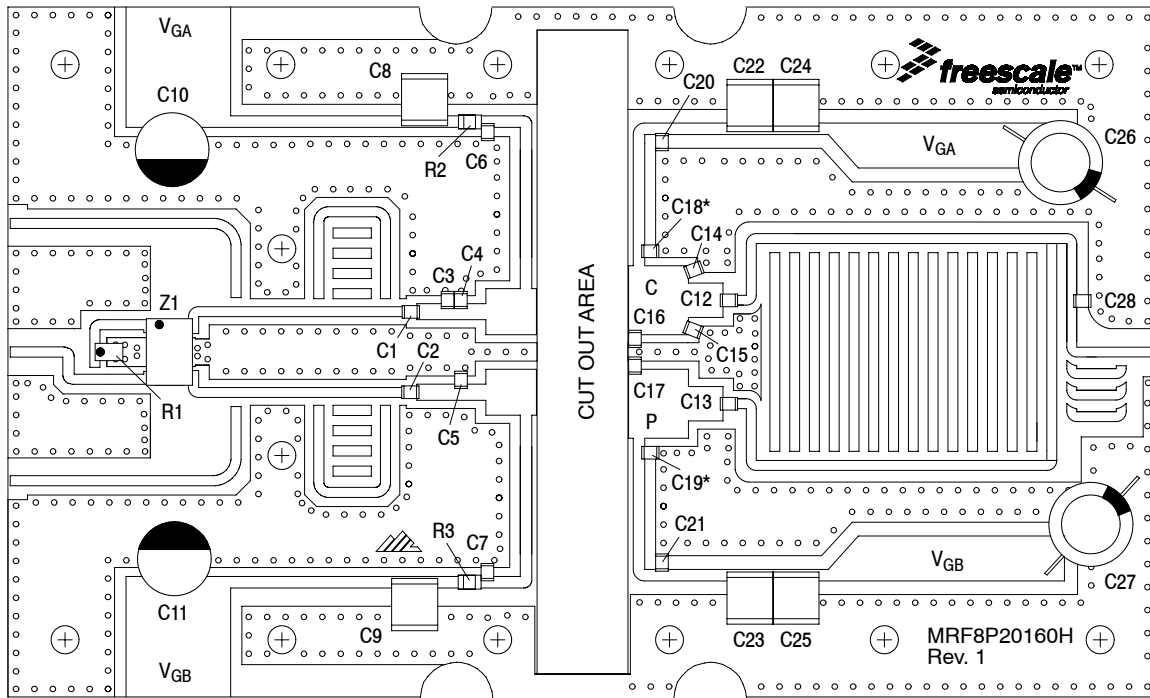 VGA
C8
C10
R2
C6
C20
C22
C24
freescale™
semiconductor
C26
VGA
C18*
C14
C3
C4
Z1
C
C12
C28
C16
C1
C2
C15
CUT OUT AREA
R1
C5
C17
C13
P
C19*
C7
R3
C21
VGB
C27
C11
C9
C23
C25
MRF8P20160H
Rev. 1
VGB